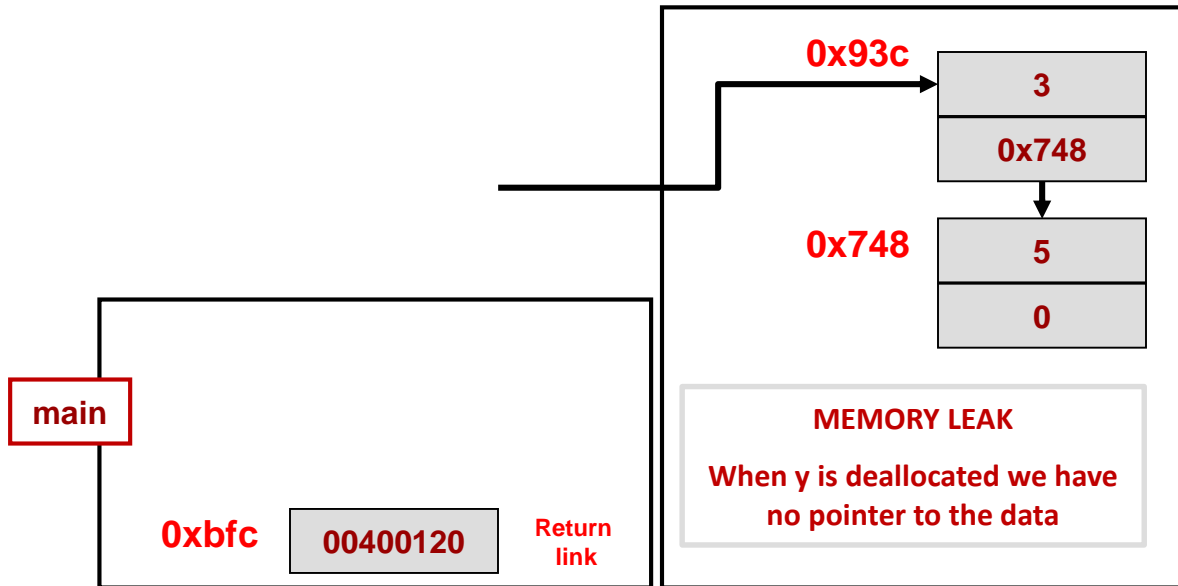 0x93c
3
0x748
0x748
5
0
main
MEMORY LEAK
When y is deallocated we have
no pointer to the data
0xbfc
00400120
Return
link